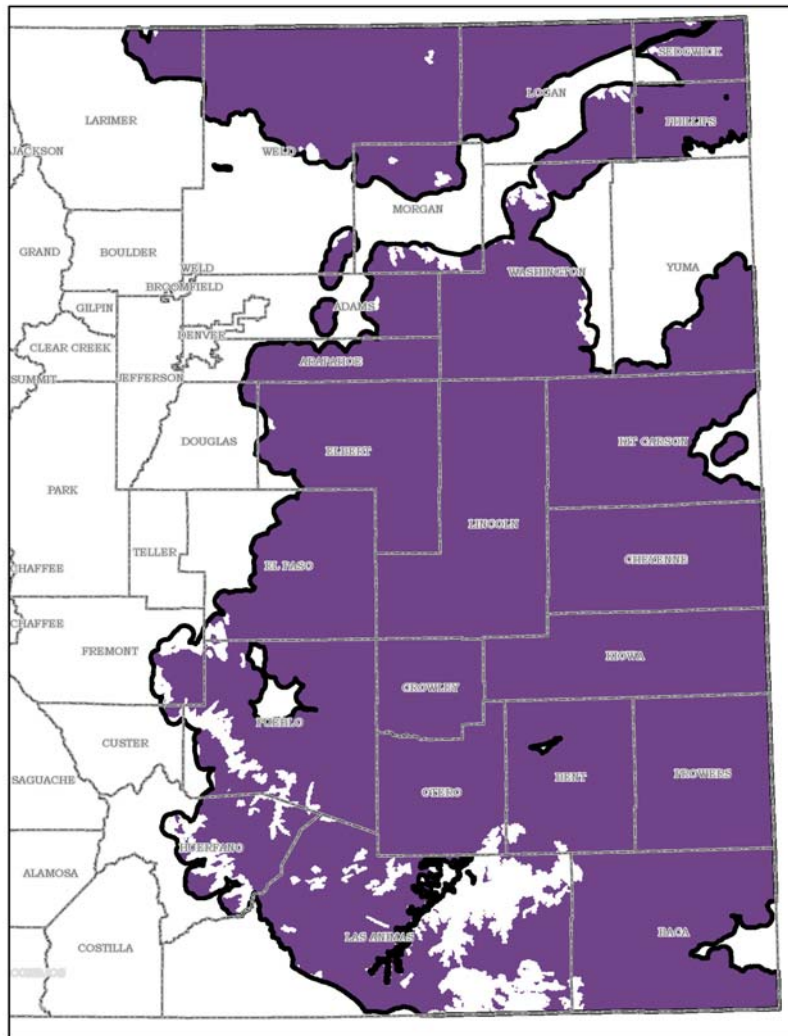 SEDGWICK
LOGAN
LARIMER
PHILLIPS
JACKSON
WELD
MORGAN
GRAND
BOULDER
WELD
WASHINGTON
YUMA
BROOMFIELD
GILPIN
ADAMS
DENVER
CLEAR CREEK
ARAPAHOE
SUMMIT
JEFFERSON
DOUGLAS
KIT CARSON
ELBERT
PARK
LINCOLN
TELLER
CHEYENNE
EL PASO
HAFFEE
CHAFFEE
FREMONT
KIOWA
CROWLEY
PUEBLO
CUSTER
SAGUACHE
BENT
PROWERS
OTERO
HUERFANO
ALAMOSA
LAS ANIMAS
BACA
COSTILLA
CONEJOS